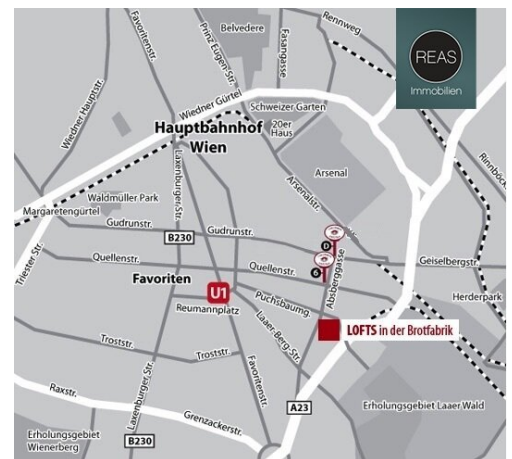 REAS
Immobilien
Favoritenstr.
Prinz Eugen-Str.
Belvedere
Fasangasse
Rennweg
Wiedner Hauptstr.
Wiedner Gürtel
Schweizer Garten
Hauptbahnhof
Wien
20er
Haus
Arsenal
Rinnböck
Laxenburger-Str.
Arsenalstr.
Waldmüller Park
Margaretengürtel
Gudrunstr.
B230
Gudrunstr.
D
Triester Str.
Quellenstr.
Quellenstr.
6
Absberggasse
Geiselbergstr.
Favoriten
U1
Reumannplatz
Puchsbaumg.
Herderpark
Laaer-Berg-Str.
LOFTS in der Brotfabrik
Troststr.
Troststr.
Favoritenstr.
Raxstr.
Laxenburger Str.
Grenzackerstr.
A23
Erholungsgebiet Laaer Wald
Erholungsgebiet
Wienerberg
B230